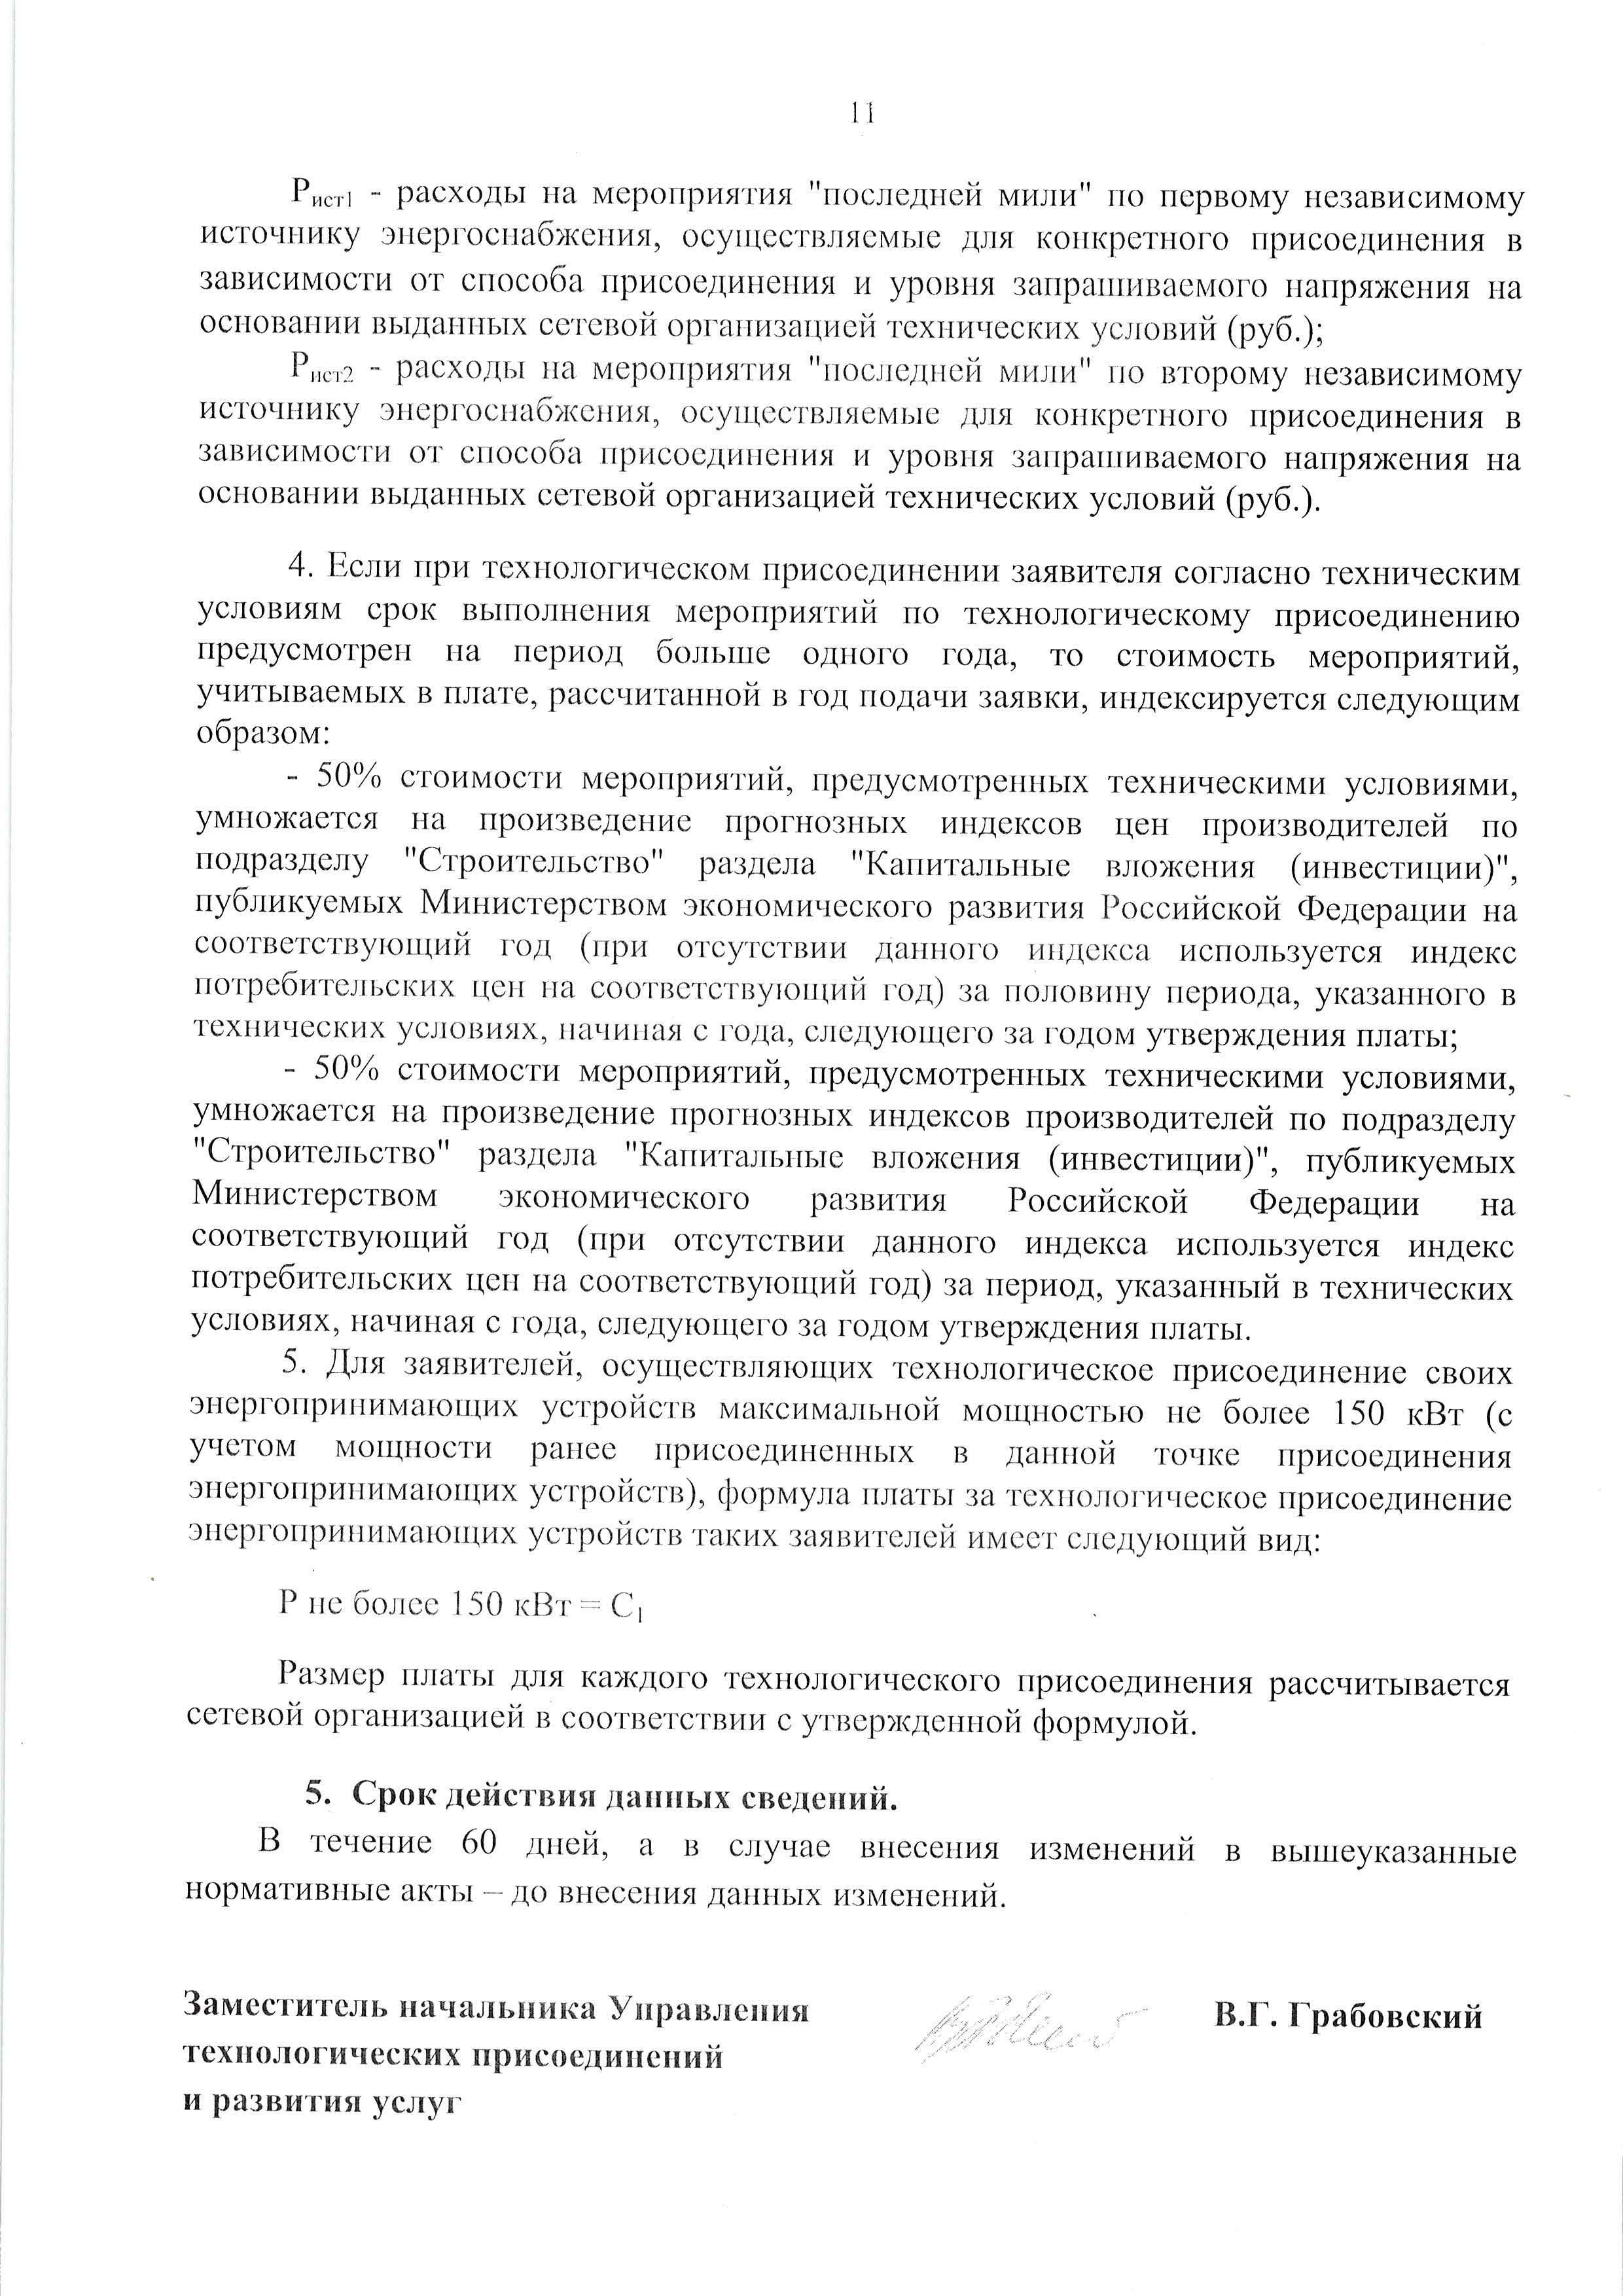 11
Рист1 - расходы на мероприятия "последней мили" по первому независимому
источнику энергоснабжения, осуществляемые для конкретного присоединения в
зависимости от способа присоединения и уровня запрашиваемого напряжения на
основании выданных сетевой организацией технических условий (руб.);
Рист2 - расходы на мероприятия "последней мили" по второму независимому
источнику энергоснабжения, осуществляемые для конкретного присоединения в
зависимости от способа присоединения и уровня запрашиваемого напряжения на
основании выданных сетевой организацией технических условий (руб.).
4. Если при технологическом присоединении заявителя согласно техническим
условиям срок выполнения мероприятий по технологическому присоединению
предусмотрен на период больше одного года, то стоимость мероприятий,
учитываемых в плате, рассчитанной в год подачи заявки, индексируется следующим
образом:
- 50% стоимости мероприятий, предусмотренных техническими условиями,
умножается на произведение прогнозных индексов цен производителей по
подразделу "Строительство" раздела "Капитальные вложения (инвестиции)",
публикуемых Министерством экономического развития Российской Федерации на
соответствующий год (при отсутствии данного индекса используется индекс
потребительских цен на соответствующий год) за половину периода, указанного в
технических условиях, начиная с года, следующего за годом утверждения платы;
- 50% стоимости мероприятий, предусмотренных техническими условиями,
умножается на произведение прогнозных индексов производителей по подразделу
"Строительство" раздела "Капитальные вложения (инвестиции)", публикуемых
Министерством экономического развития Российской Федерации на
соответствующий год (при отсутствии данного индекса используется индекс
потребительских цен на соответствующий год) за период, указанный в технических
условиях, начиная с года, следующего за годом утверждения платы.
5. Для заявителей, осуществляющих технологическое присоединение своих
энергопринимающих устройств максимальной мощностью не более 150 кВт (с
учетом мощности ранее присоединенных в данной точке присоединения
энергопринимающих устройств), формула платы за технологическое присоединение
энергопринимающих устройств таких заявителей имеет следующий вид:
Р не более 150 кВт = С1
Размер платы для каждого технологического присоединения рассчитывается
сетевой организацией в соответствии с утвержденной формулой.
5. Срок действия данных сведений.
В течение 60 дней, а в случае внесения изменений в вышеуказанные
нормативные акты – до внесения данных изменений.
Заместитель начальника Управления В.Г. Грабовский
технологических присоединений
и развития услуг